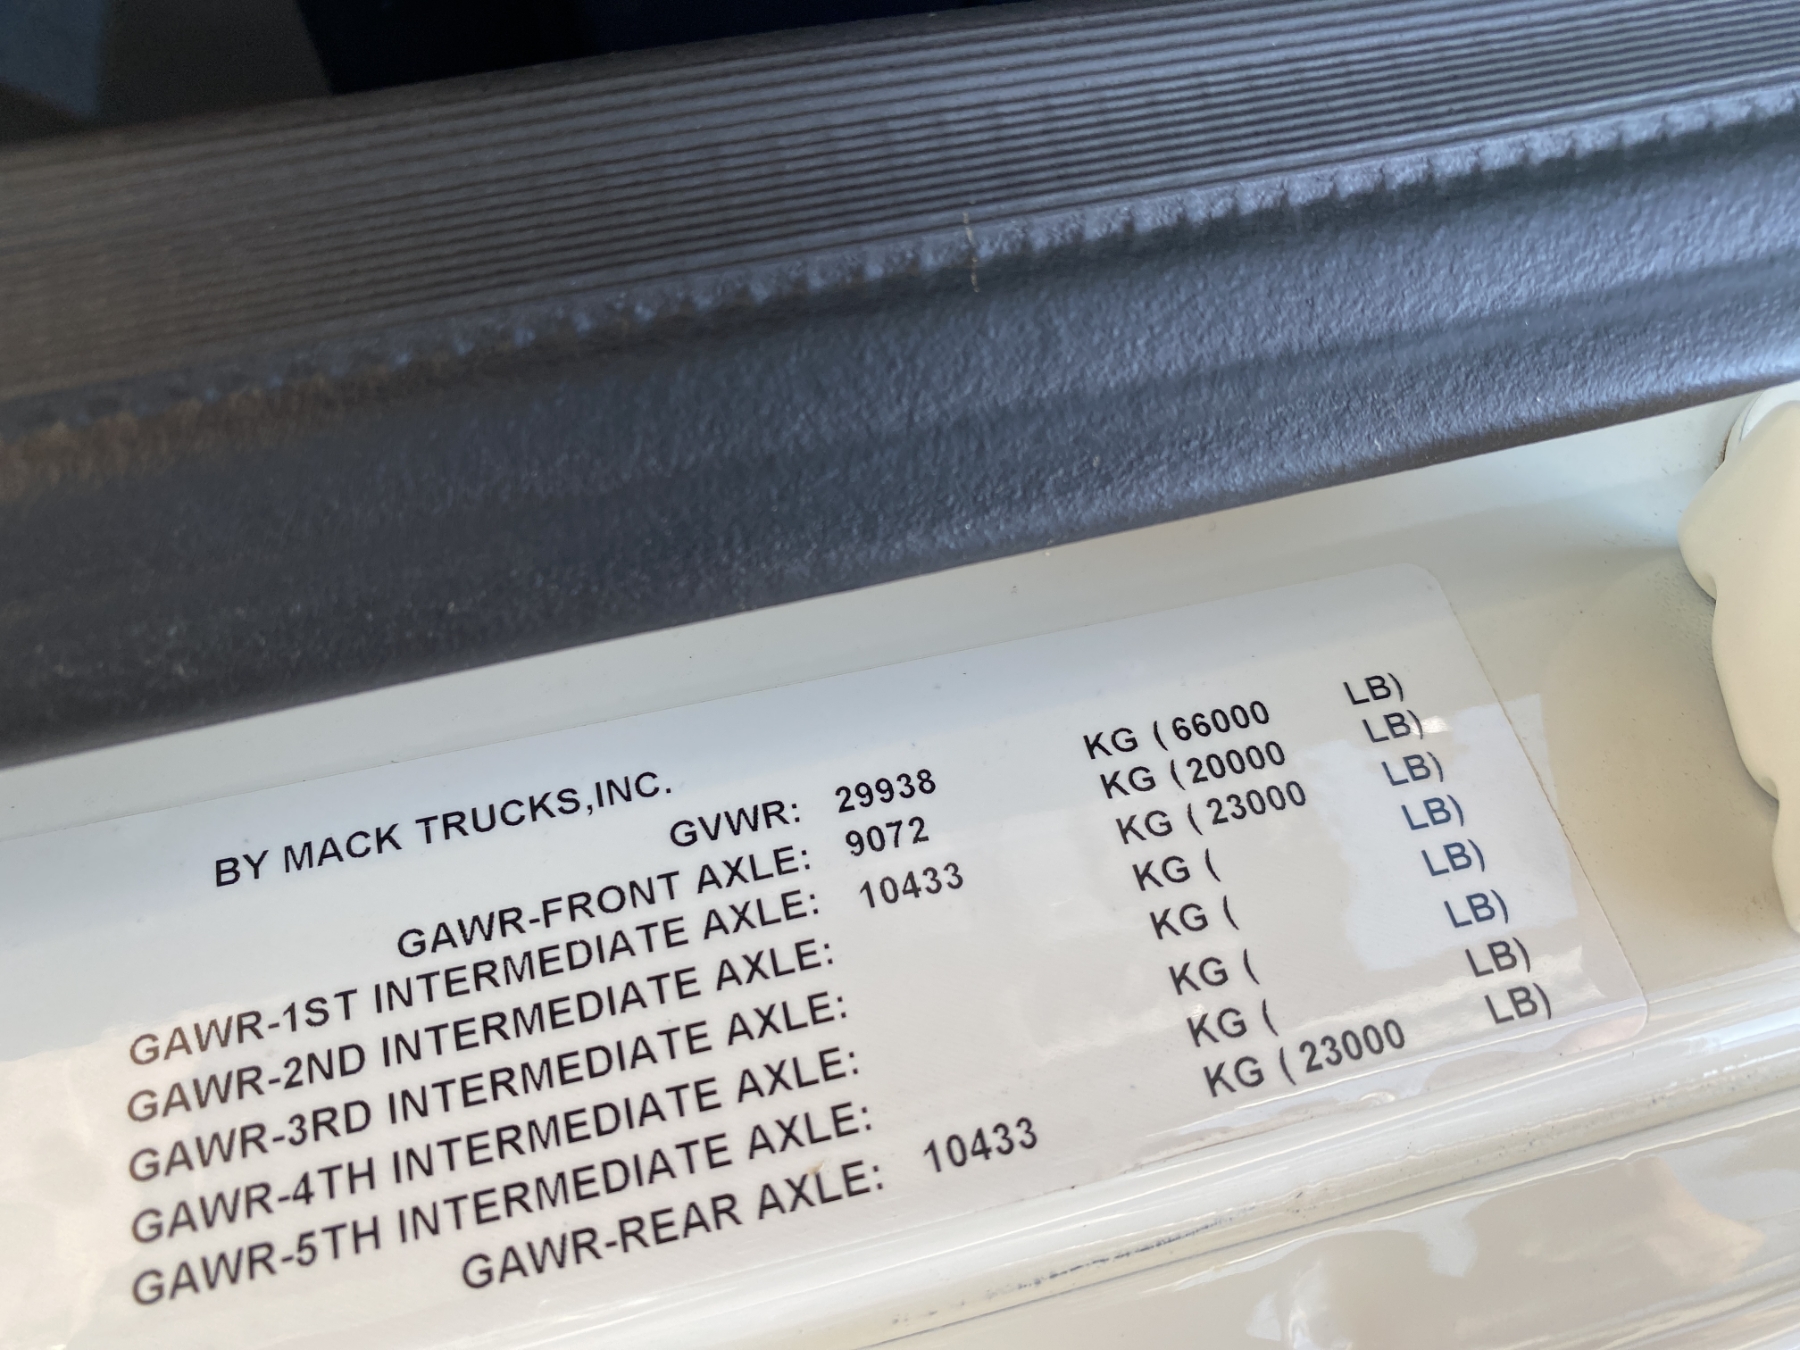 BY MACK TRUCKS,INC.
GVWR: 29938 KG (66000 LB)
GAWR-FRONT AXLE: 9072 KG (20000 LB)
GAWR-1ST INTERMEDIATE AXLE: 10433 KG (23000 LB)
GAWR-2ND INTERMEDIATE AXLE: KG ( LB)
GAWR-3RD INTERMEDIATE AXLE: KG ( LB)
GAWR-4TH INTERMEDIATE AXLE: KG ( LB)
GAWR-5TH INTERMEDIATE AXLE: KG ( LB)
GAWR-REAR AXLE: 10433 KG (23000 LB)